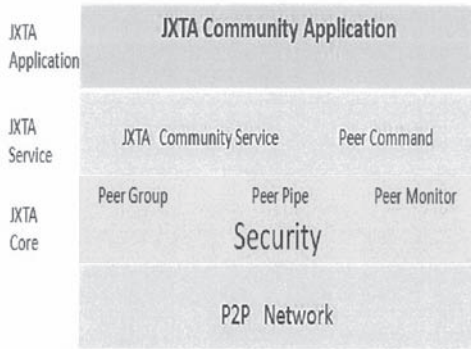 JXTA Community Application
JXTA
Application
JXTA
Service
JXTA Community Service Peer Command
Peer Group Peer Pipe Peer Monitor
JXTA
Core
Security
P2P Network